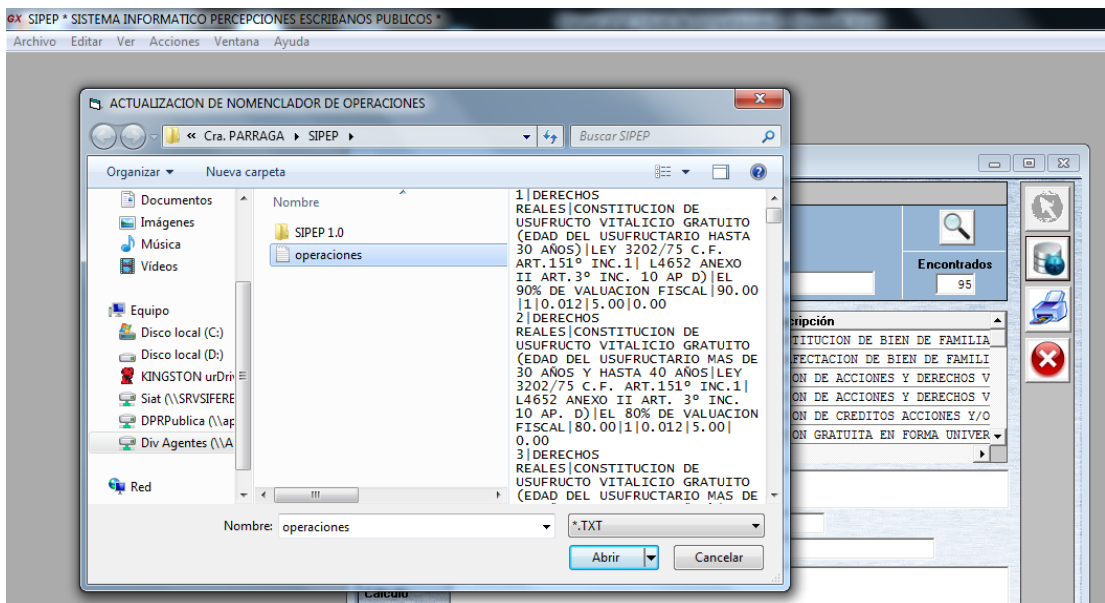 GX SIPEP * SISTEMA INFORMATICO PERCEPCIONES ESCRIBANOS PUBLICOS *
Archivo Editar Ver Acciones Ventana Ayuda
ACTUALIZACION DE NOMENCLADOR DE OPERACIONES
« Cra. PARRAGA SIPEP
Buscar SIPEP
Organizar
Nueva carpeta
Documentos
Imágenes
Música
Vídeos
Equipo
Disco local (C:)
Disco local (D:)
KINGSTON urDriv
Siat (\\SRVSIFERE
DPRPublica (\\ap
Div Agentes (\\A
Red
Nombre
SIPEP 1.0
operaciones
1|DERECHOS
REALES|CONSTITUCION DE
USUFRUCTO VITALICIO GRATUITO
(EDAD DEL USUFRUCTARIO HASTA
30 AÑOS)|LEY 3202/75 C.F.
ART.151º INC.1| L4652 ANEXO
II ART.3º INC. 10 AP D)|EL
90% DE VALUACION FISCAL|90.00
|1|0.012|5.00|0.00
2|DERECHOS
REALES|CONSTITUCION DE
USUFRUCTO VITALICIO GRATUITO
(EDAD DEL USUFRUCTARIO MAS DE
30 AÑOS Y HASTA 40 AÑOS|LEY
3202/75 C.F. ART.151º INC.1|
L4652 ANEXO II ART. 3º INC.
10 AP. D)|EL 80% DE VALUACION
FISCAL|80.00|1|0.012|5.00|
0.00
3|DERECHOS
REALES|CONSTITUCION DE
USUFRUCTO VITALICIO GRATUITO
(EDAD DEL USUFRUCTARIO MAS DE
Nombre: operaciones
*.TXT
Abrir
Cancelar
Encontrados
95
ripción
TITUCION DE BIEN DE FAMILIA
FECTACION DE BIEN DE FAMILI
ON DE ACCIONES Y DERECHOS V
ON DE ACCIONES Y DERECHOS V
ON DE CREDITOS ACCIONES Y/O
ON GRATUITA EN FORMA UNIVER
Calculo